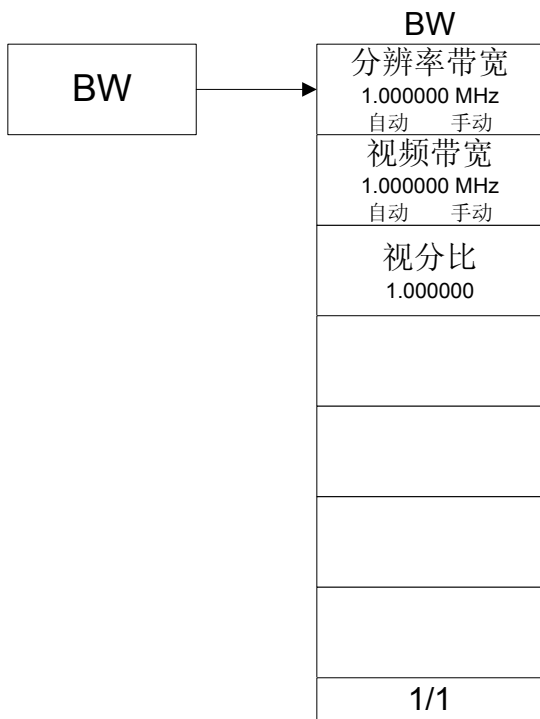 BW
BW
分辨率带宽
1.000000 MHz
自动 手动
视频带宽
1.000000 MHz
自动 手动
视分比
1.000000
1/1